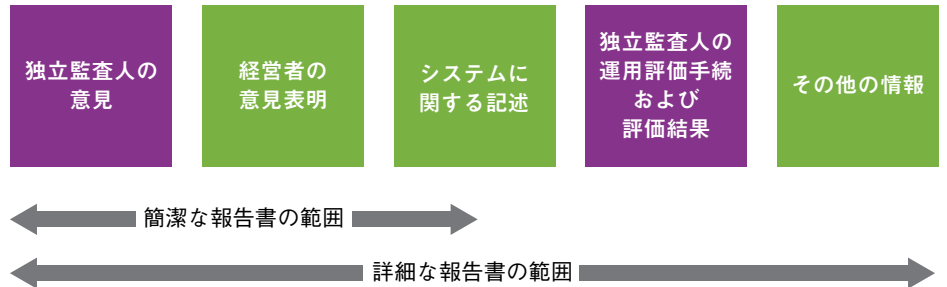 独立監査人の
意見
経営者の
意見表明
システムに
関する記述
独立監査人の
運用評価手続
および
評価結果
その他の情報
簡潔な報告書の範囲
詳細な報告書の範囲